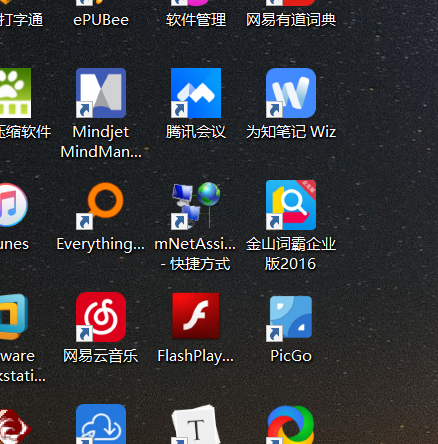 打字通
ePUBee
软件管理
网易有道词典
压缩软件
Mindjet
MindMan...
腾讯会议
为知笔记 Wiz
unes
Everything...
mNetAssi...
- 快捷方式
金山词霸企业
版2016
ware
kstati...
网易云音乐
FlashPlay...
PicGo
T